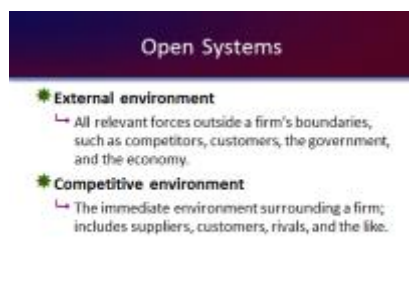 Open Systems
External environment
All relevant forces outside a firm's boundaries,
such as competitors, customers, the government,
and the economy.
Competitive environment
The immediate environment surrounding a firm;
includes suppliers, customers, rivals, and the like.